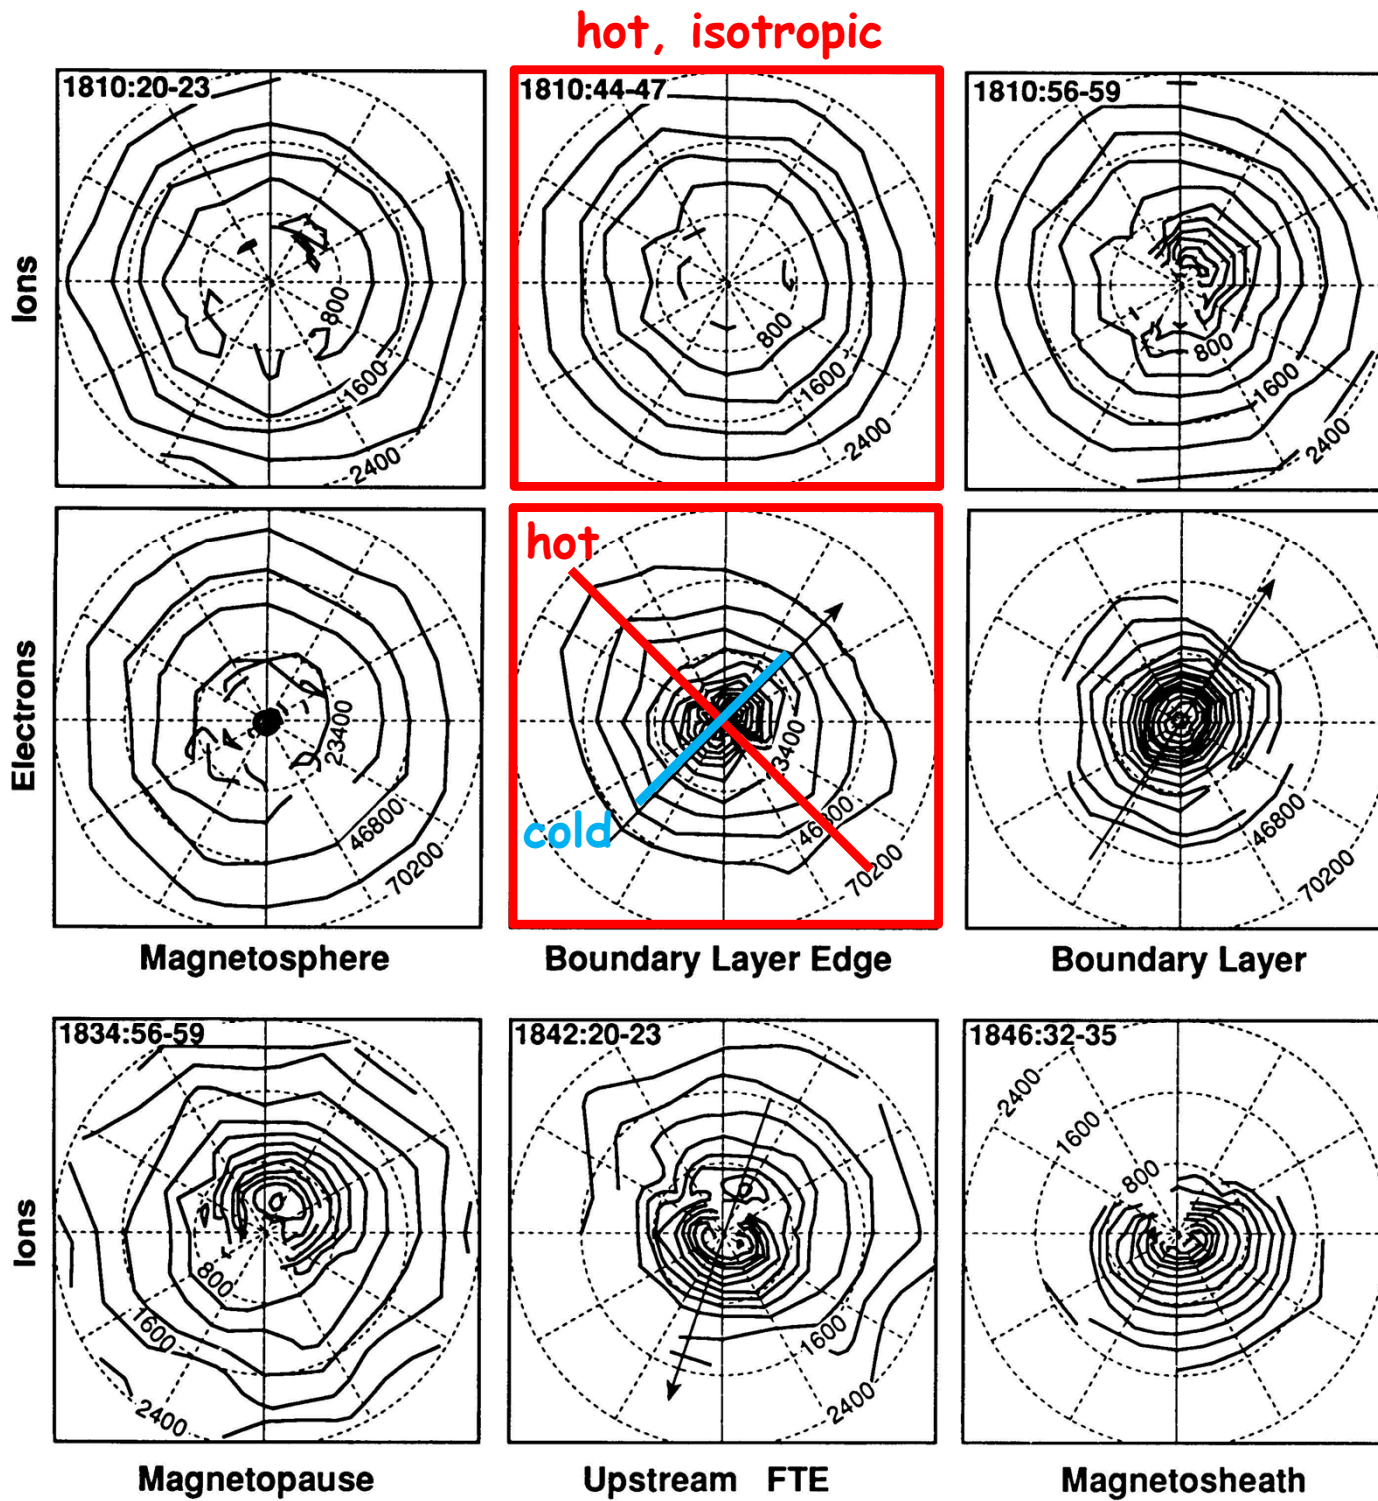 hot, isotropic
1810:20-23
1810:44-47
1810:56-59
Ions
800
1600
2400
800
1600
2400
800
1600
2400
Electrons
23400
46800
70200
hot
cold
23400
46800
70200
46800
70200
Magnetosphere
Boundary Layer Edge
Boundary Layer
1834:56-59
1842:20-23
1846:32-35
Ions
800
1600
2400
1600
2400
2400
1600
800
Magnetopause
Upstream FTE
Magnetosheath